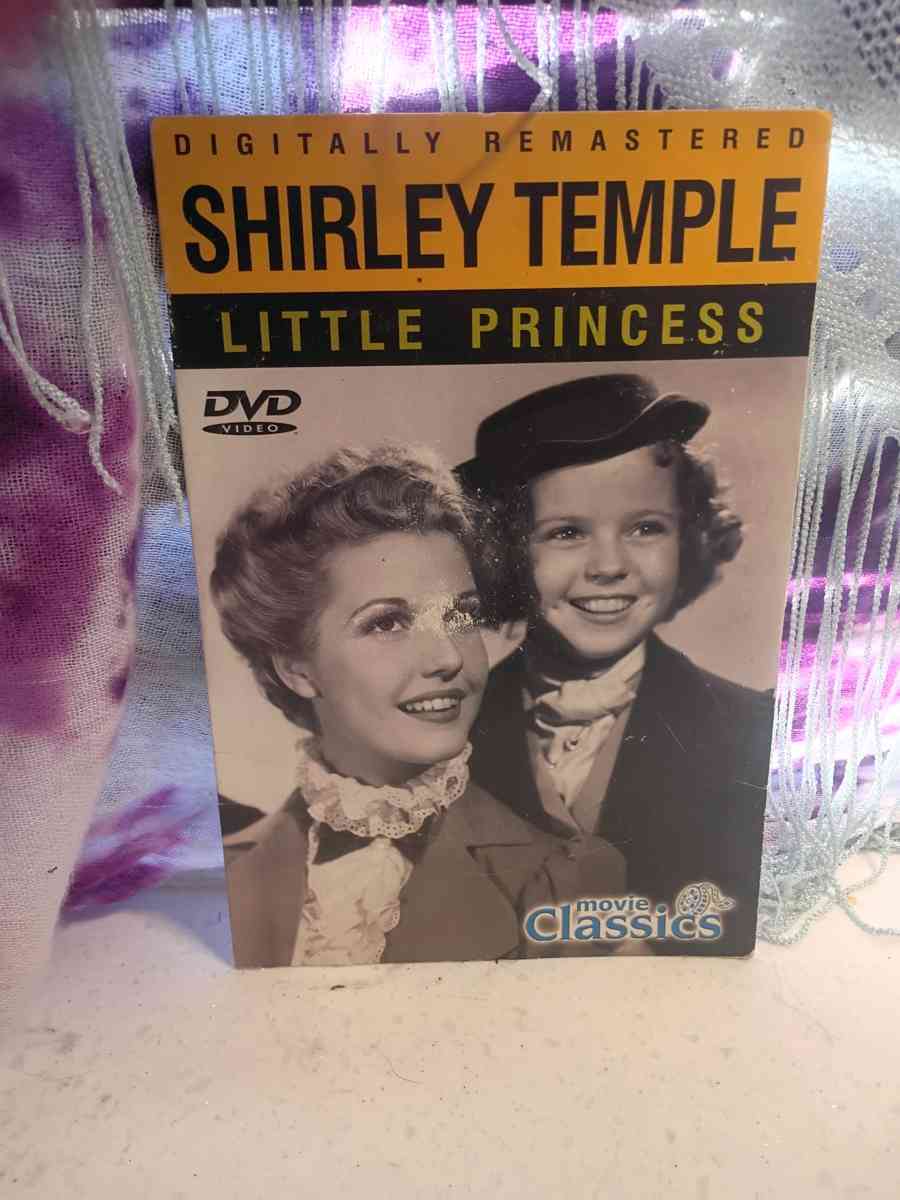 DIGITALLY REMASTERED
SHIRLEY TEMPLE
LITTLE PRINCESS
DVD
VIDEO
movie
Classics